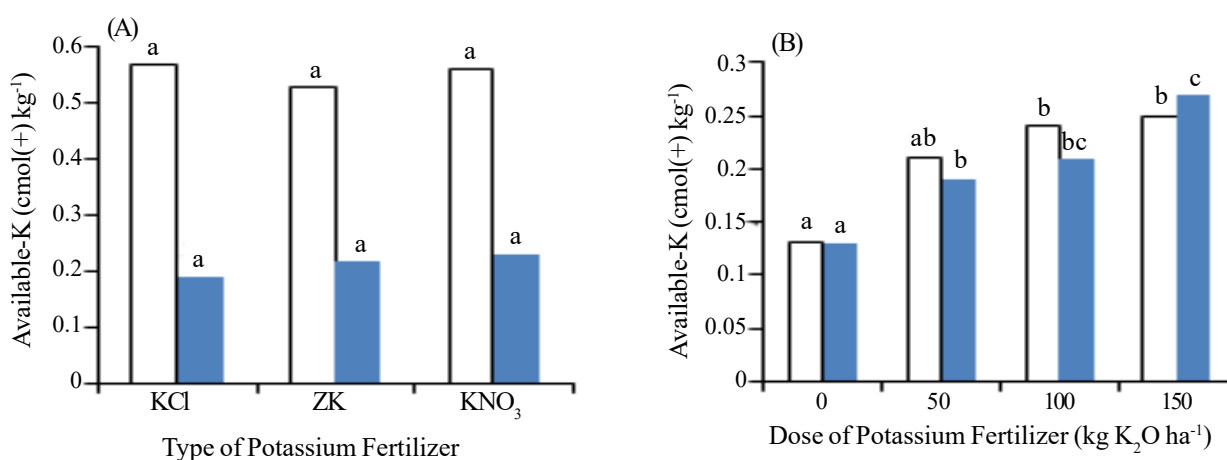 (A)
Available-K (cmol(+) kg⁻¹)
0.6
0.5
0.3
0.2
0.1
0
a
a
a
a
a
a
KCl ZK KNO₃
Type of Potassium Fertilizer
(B)
Available-K (cmol(+) kg⁻¹)
0.3
0.25
0.2
0.15
0.1
0.05
0
a a
ab
b
b
bc
b
c
0 50 100 150
Dose of Potassium Fertilizer (kg K₂O ha⁻¹)